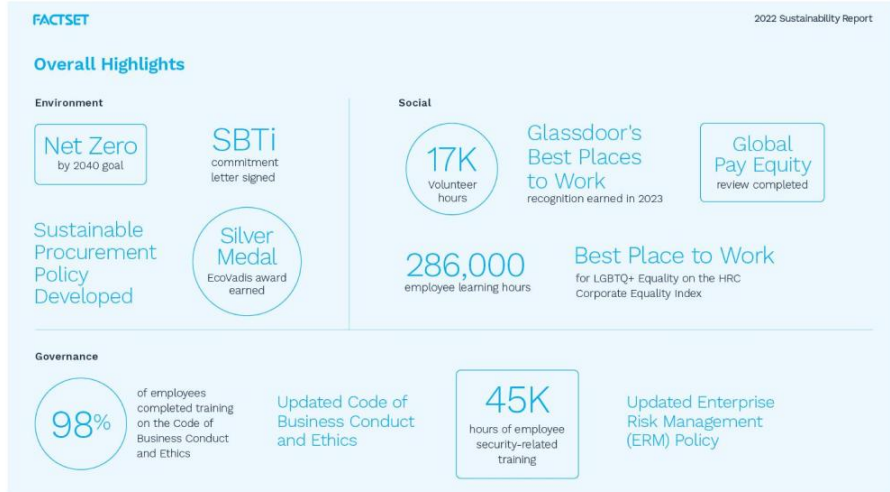 FACTSET
2022 Sustainability Report
Overall Highlights
Environment
Net Zero
by 2040 goal
SBTi
commitment
letter signed
Sustainable
Procurement
Policy
Developed
Silver
Medal
EcoVadis award
earned
Social
17K
Volunteer
hours
Glassdoor's
Best Places
to Work
recognition earned in 2023
Global
Pay Equity
review completed
286,000
employee learning hours
Best Place to Work
for LGBTQ+ Equality on the HRC
Corporate Equality Index
Governance
98%
of employees
completed training
on the Code of
Business Conduct
and Ethics
Updated Code of
Business Conduct
and Ethics
45K
hours of employee
security-related
training
Updated Enterprise
Risk Management
(ERM) Policy